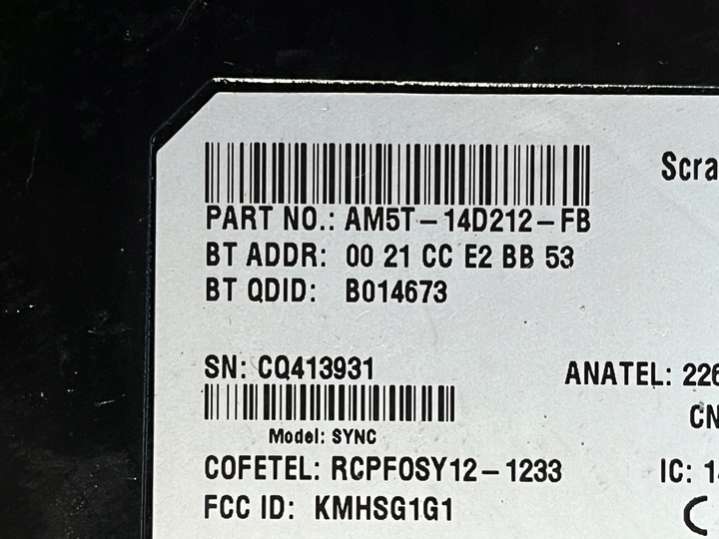 Scra
PART NO.: AM5T-14D212-FB
BT ADDR: 00 21 CC E2 BB 53
BT QDID: B014673
SN: CQ413931
ANATEL: 226
CN
Model: SYNC
COFETEL: RCPFOSY12-1233
IC: 14
FCC ID: KMHSG1G1